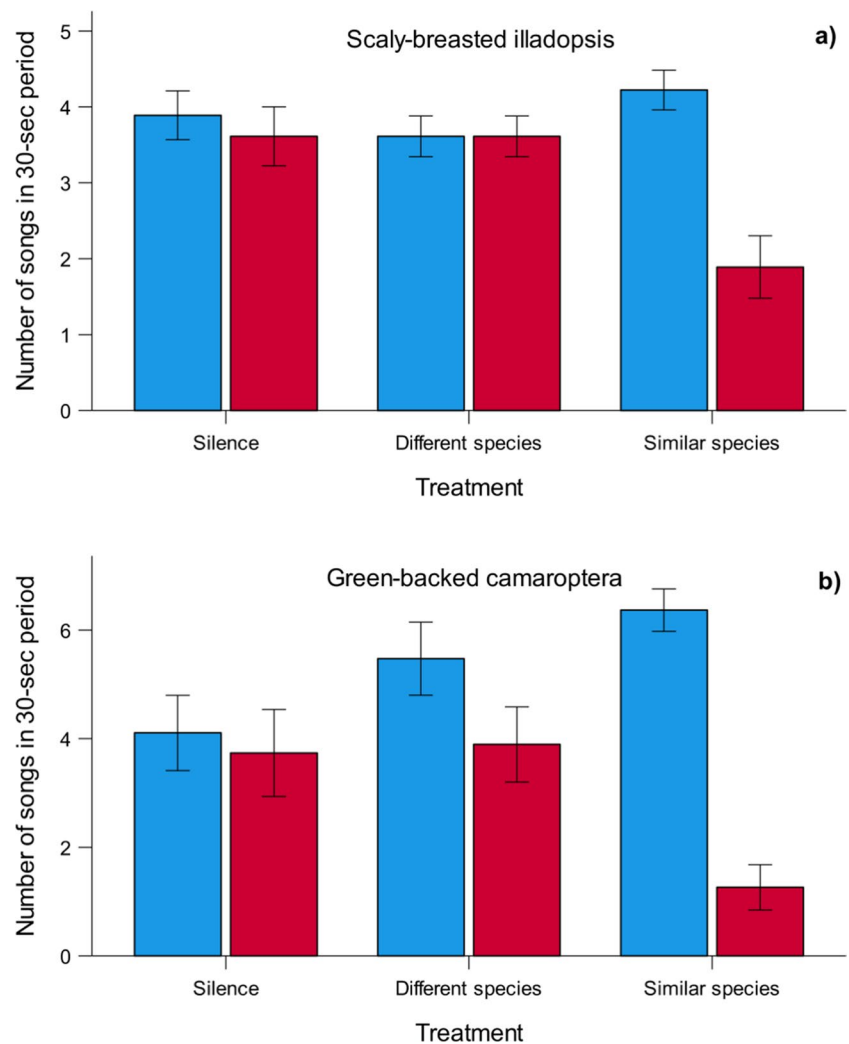 Scaly-breasted illadopsis
a)
Number of songs in 30-sec period
5
4
3
2
1
0
Silence
Different species
Similar species
Treatment
Green-backed camaroptera
b)
Number of songs in 30-sec period
6
4
2
0
Silence
Different species
Similar species
Treatment